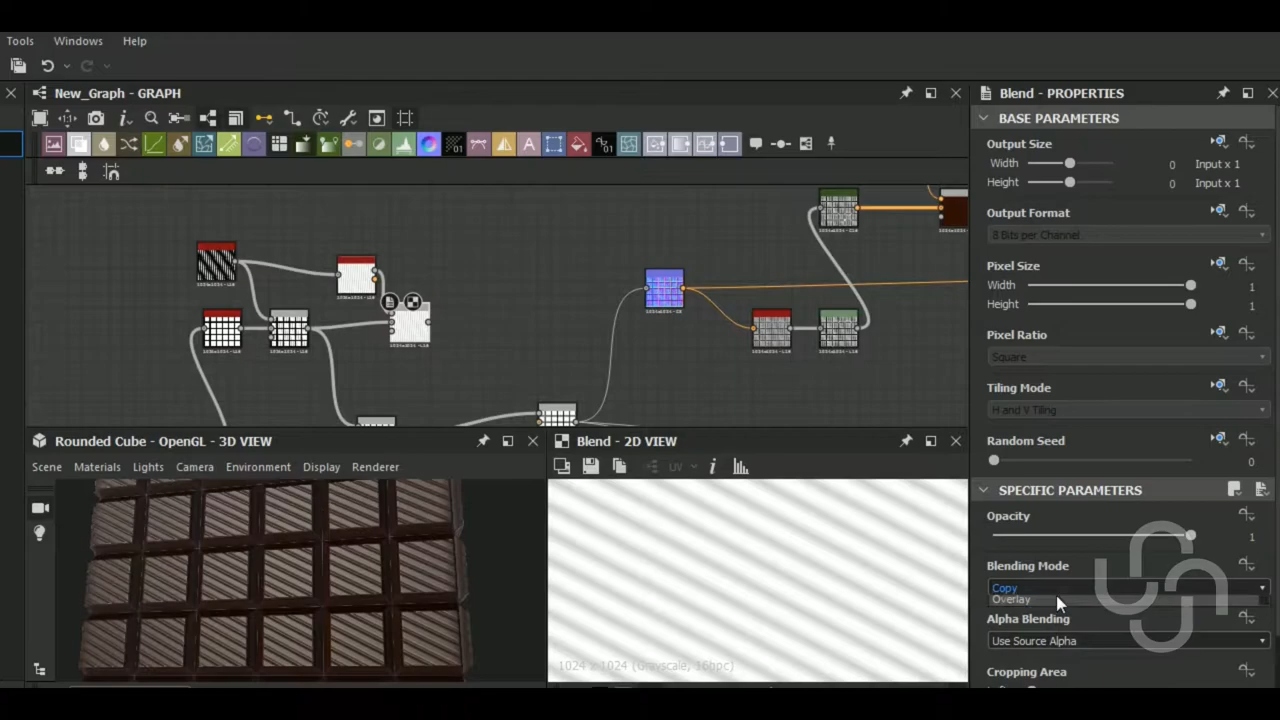 Tools Windows Help
New_Graph - GRAPH
Blend - PROPERTIES
BASE PARAMETERS
Output Size
Width 0 Input x 1
Height 0 Input x 1
Output Format
8 Bits per Channel
Pixel Size
Width 1
Height 1
Pixel Ratio
Square
Tiling Mode
H and V Tiling
Random Seed
0
SPECIFIC PARAMETERS
Opacity
1
Blending Mode
Copy
Overlay
Alpha Blending
Use Source Alpha
Cropping Area
Rounded Cube - OpenGL - 3D VIEW
Scene Materials Lights Camera Environment Display Renderer
Blend - 2D VIEW
UV
1024 x 1024 (Grayscale, 16bpc)